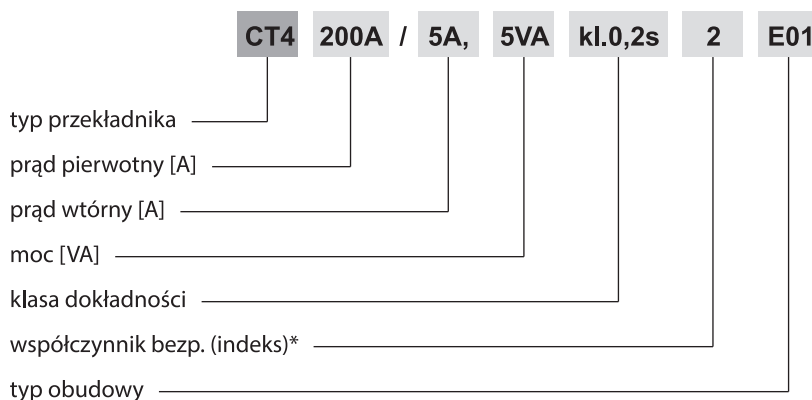 CT4 200A / 5A, 5VA kl.0,2s 2 E01
typ przekładnika
prąd pierwotny [A]
prąd wtórny [A]
moc [VA]
klasa dokładności
współczynnik bezp. (indeks)*
typ obudowy